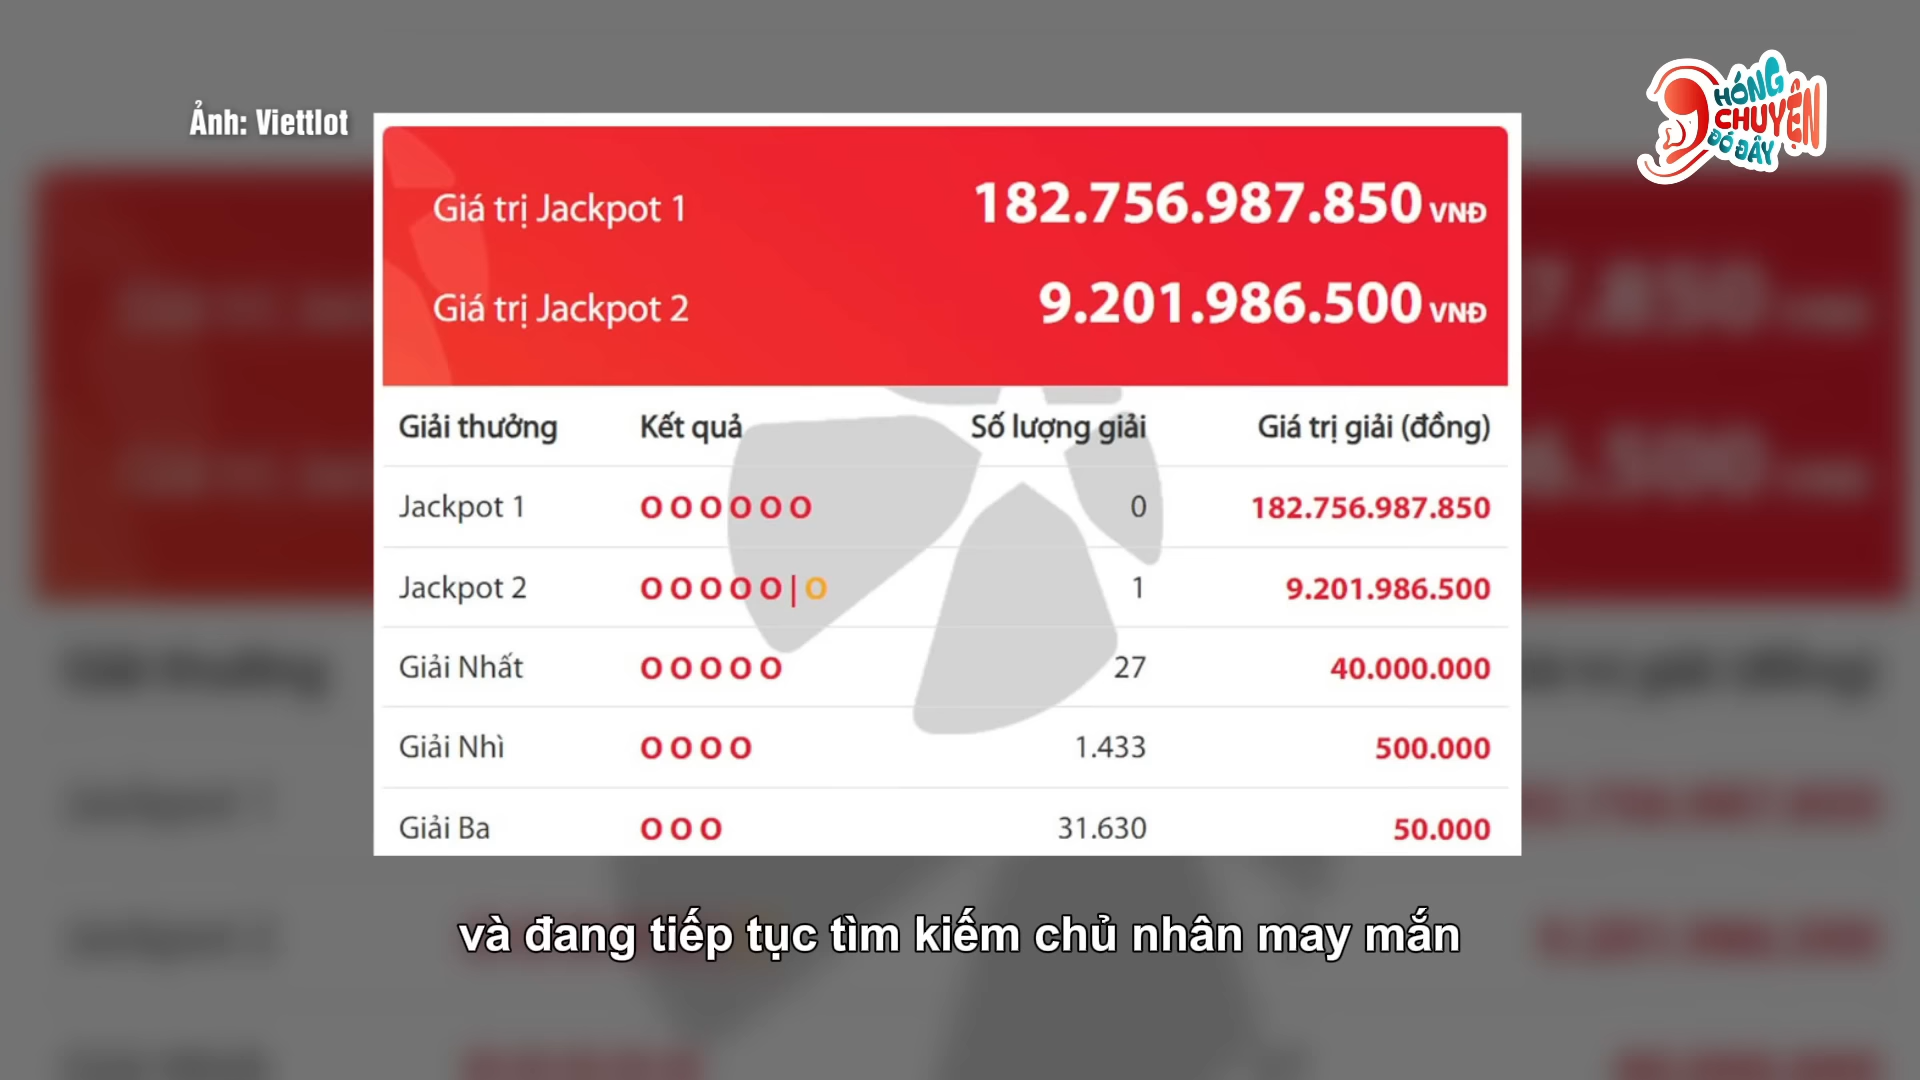 Ảnh: Viettlot
HÓNG
CHUYỆN
ĐÓ ĐÂY
Giá trị Jackpot 1 182.756.987.850 VNĐ
Giá trị Jackpot 2 9.201.986.500 VNĐ
Giải thưởng Kết quả Số lượng giải Giá trị giải (đồng)
Jackpot 1 O O O O O O 0 182.756.987.850
Jackpot 2 O O O O O | O 1 9.201.986.500
Giải Nhất O O O O O 27 40.000.000
Giải Nhì O O O O 1.433 500.000
Giải Ba O O O 31.630 50.000
và đang tiếp tục tìm kiếm chủ nhân may mắn